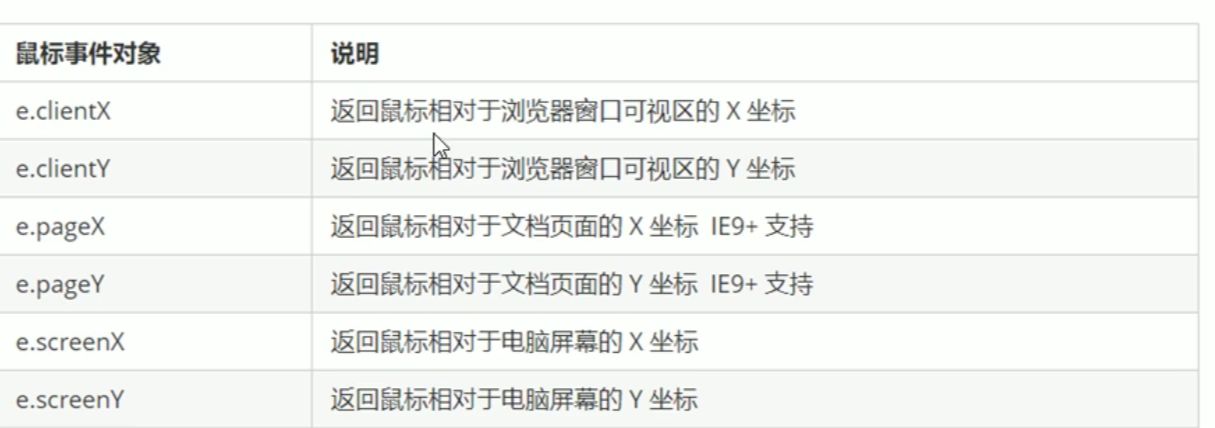 鼠标事件对象 说明
e.clientX 返回鼠标相对于浏览器窗口可视区的 X 坐标
e.clientY 返回鼠标相对于浏览器窗口可视区的 Y 坐标
e.pageX 返回鼠标相对于文档页面的 X 坐标 IE9+ 支持
e.pageY 返回鼠标相对于文档页面的 Y 坐标 IE9+ 支持
e.screenX 返回鼠标相对于电脑屏幕的 X 坐标
e.screenY 返回鼠标相对于电脑屏幕的 Y 坐标